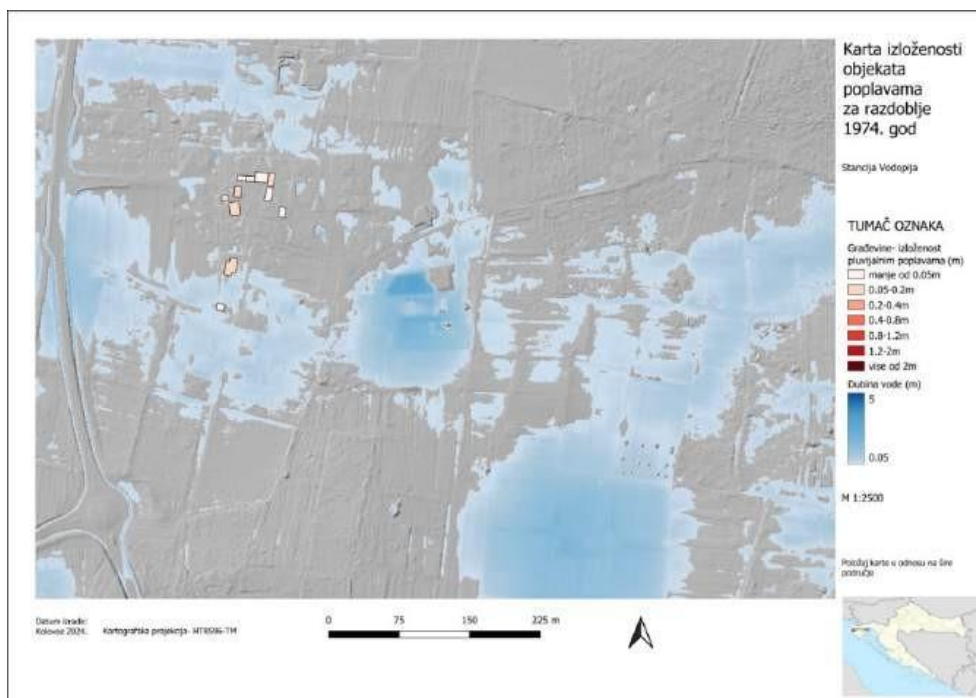 Karta izloženosti
objekata
poplavama
za razdoblje
1974. god
Stancija Vodopija
TUMAČ OZNAKA
Građevine- izloženost
pluvijalnim poplavama (m)
manje od 0.05m
0.05-0.2m
0.2-0.4m
0.4-0.8m
0.8-1.2m
1.2-2m
vise od 2m
Dubina vode (m)
5
0.05
M 1:2500
Položaj karte u odnosu na šire
područje
Datum izrade:
Kolovoz 2024.
Kartografska projekcija- HTRS96-TM
0 75 150 225 m